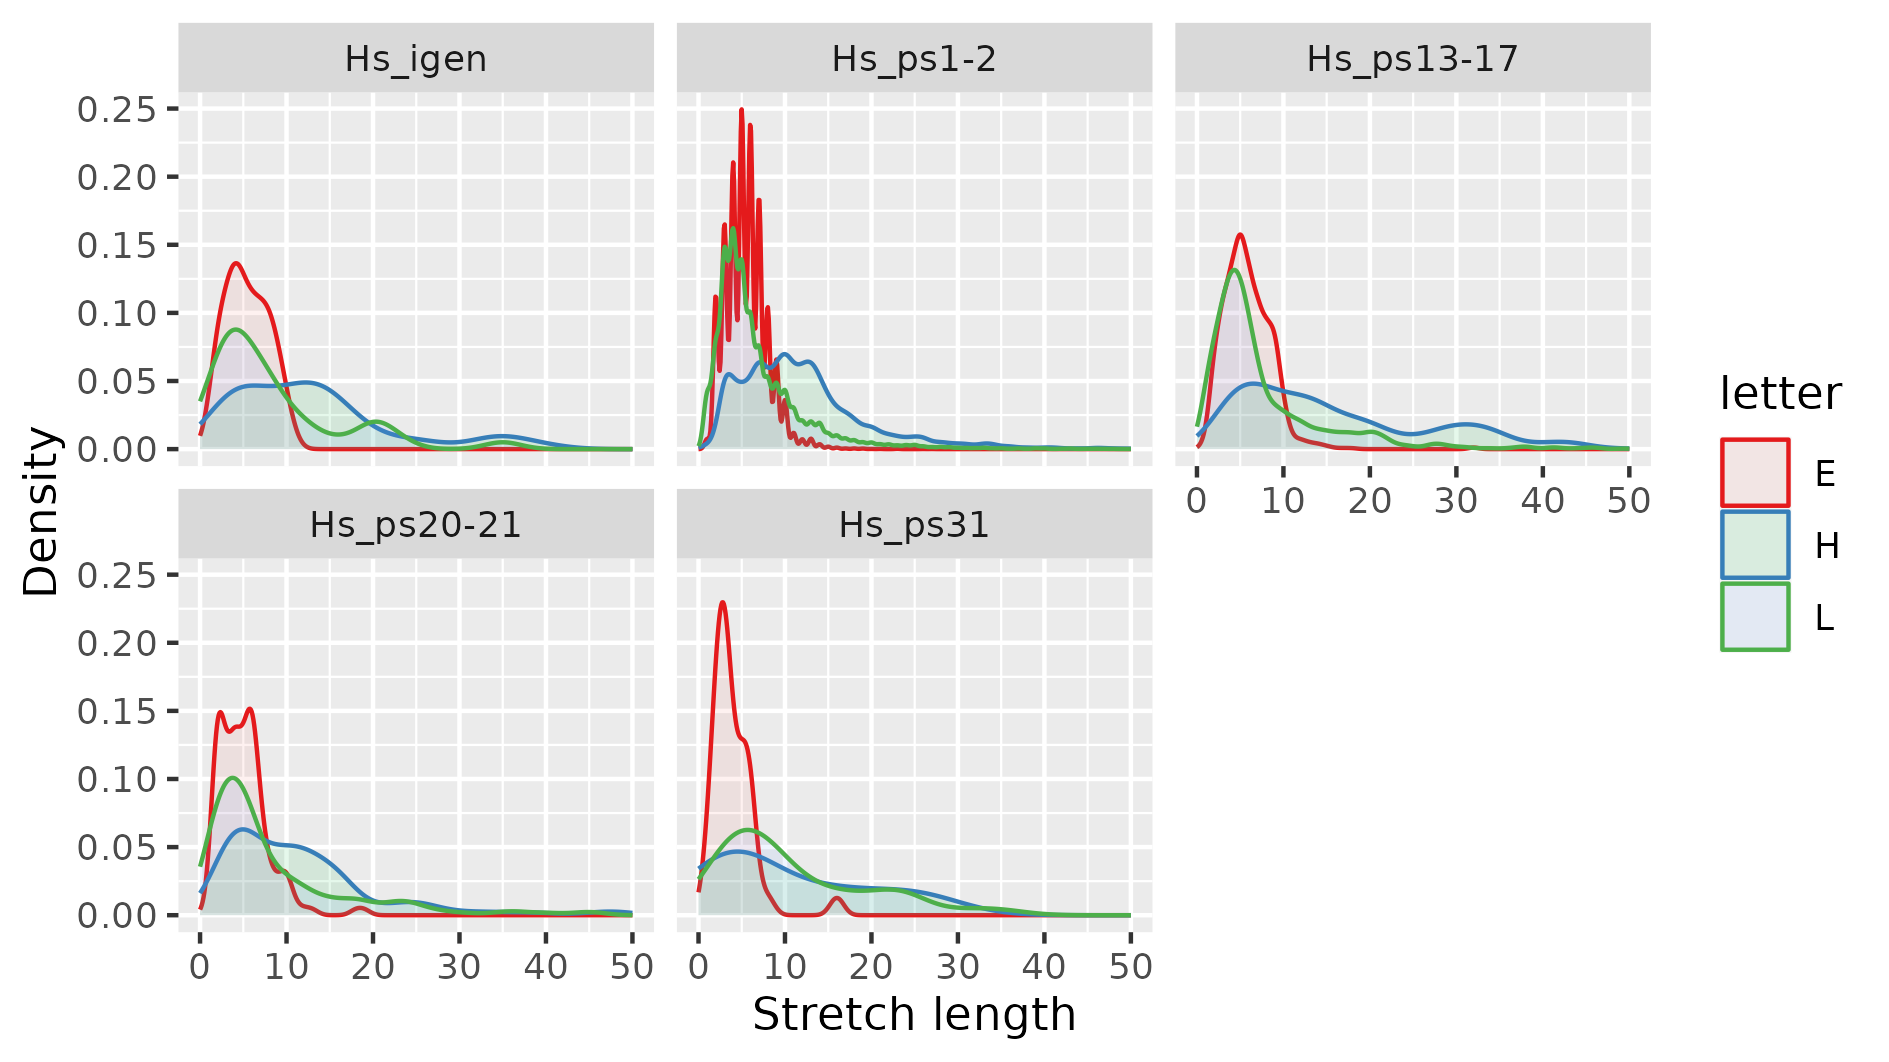 Hs_igen Hs_ps1-2 Hs_ps13-17
0.25
0.20
0.15
0.10
0.05
0.00
0 10 20 30 40 50
Hs_ps20-21 Hs_ps31
0.25
0.20
0.15
0.10
0.05
0.00
0 10 20 30 40 50 0 10 20 30 40 50
Stretch length
Density
letter
E
H
L